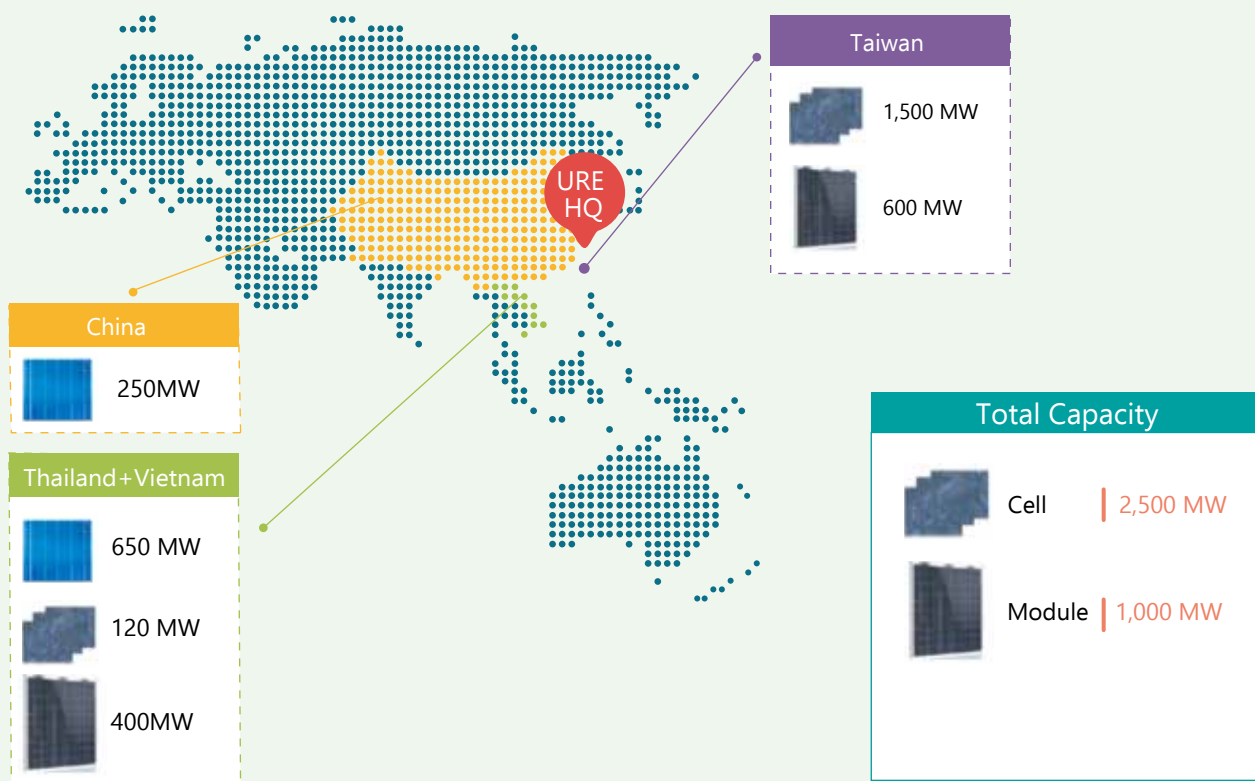 Taiwan
1,500 MW
600 MW
URE
HQ
China
250MW
Thailand+Vietnam
650 MW
120 MW
400MW
Total Capacity
Cell
2,500 MW
Module
1,000 MW